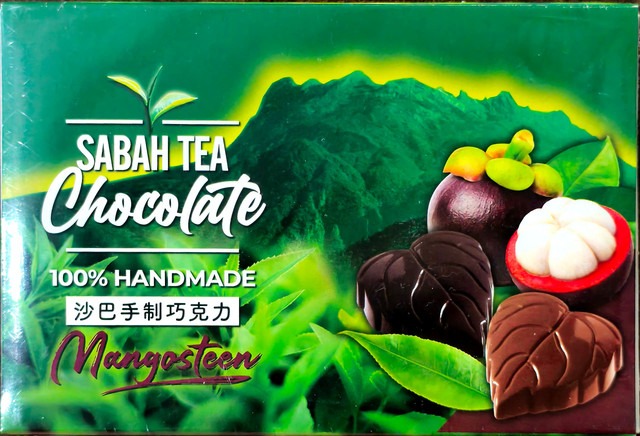 SABAH TEA
Chocolate
100% HANDMADE
沙巴手制巧克力
Mangosteen